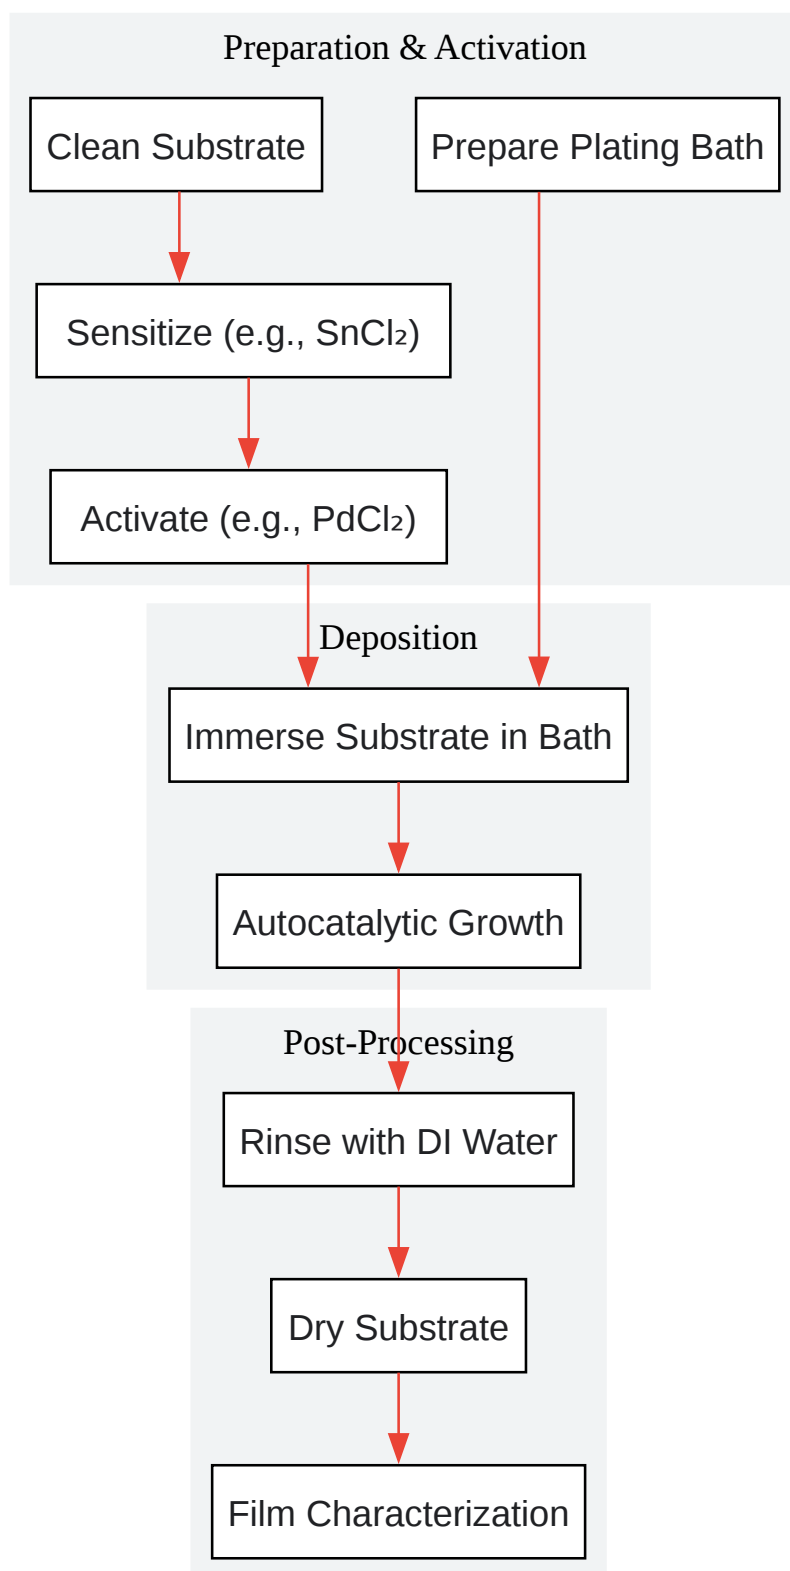 Preparation & Activation
Clean Substrate
Prepare Plating Bath
Sensitize (e.g., SnCl₂)
Activate (e.g., PdCl₂)
Deposition
Immerse Substrate in Bath
Autocatalytic Growth
Post-Processing
Rinse with DI Water
Dry Substrate
Film Characterization